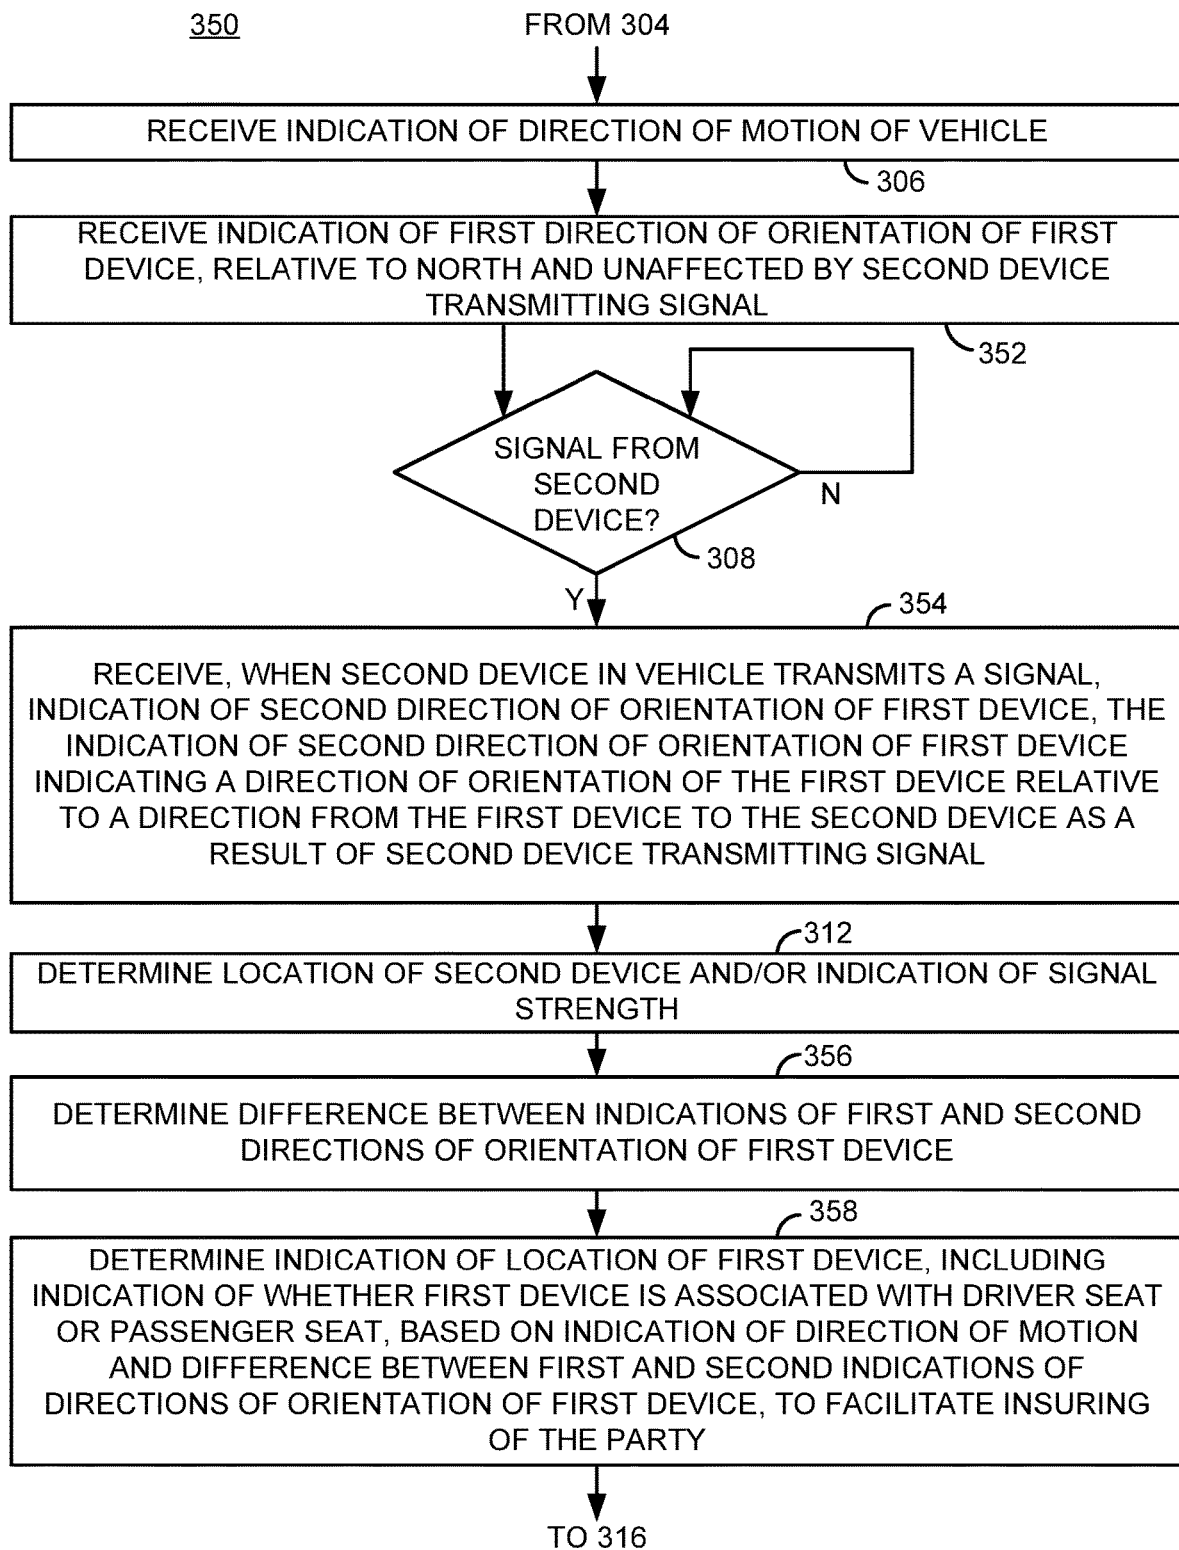 350
FROM 304
RECEIVE INDICATION OF DIRECTION OF MOTION OF VEHICLE
306
RECEIVE INDICATION OF FIRST DIRECTION OF ORIENTATION OF FIRST
DEVICE, RELATIVE TO NORTH AND UNAFFECTED BY SECOND DEVICE
TRANSMITTING SIGNAL
352
SIGNAL FROM
SECOND
DEVICE?
N
308
Y
354
RECEIVE, WHEN SECOND DEVICE IN VEHICLE TRANSMITS A SIGNAL,
INDICATION OF SECOND DIRECTION OF ORIENTATION OF FIRST DEVICE, THE
INDICATION OF SECOND DIRECTION OF ORIENTATION OF FIRST DEVICE
INDICATING A DIRECTION OF ORIENTATION OF THE FIRST DEVICE RELATIVE
TO A DIRECTION FROM THE FIRST DEVICE TO THE SECOND DEVICE AS A
RESULT OF SECOND DEVICE TRANSMITTING SIGNAL
312
DETERMINE LOCATION OF SECOND DEVICE AND/OR INDICATION OF SIGNAL
STRENGTH
356
DETERMINE DIFFERENCE BETWEEN INDICATIONS OF FIRST AND SECOND
DIRECTIONS OF ORIENTATION OF FIRST DEVICE
358
DETERMINE INDICATION OF LOCATION OF FIRST DEVICE, INCLUDING
INDICATION OF WHETHER FIRST DEVICE IS ASSOCIATED WITH DRIVER SEAT
OR PASSENGER SEAT, BASED ON INDICATION OF DIRECTION OF MOTION
AND DIFFERENCE BETWEEN FIRST AND SECOND INDICATIONS OF
DIRECTIONS OF ORIENTATION OF FIRST DEVICE, TO FACILITATE INSURING
OF THE PARTY
TO 316